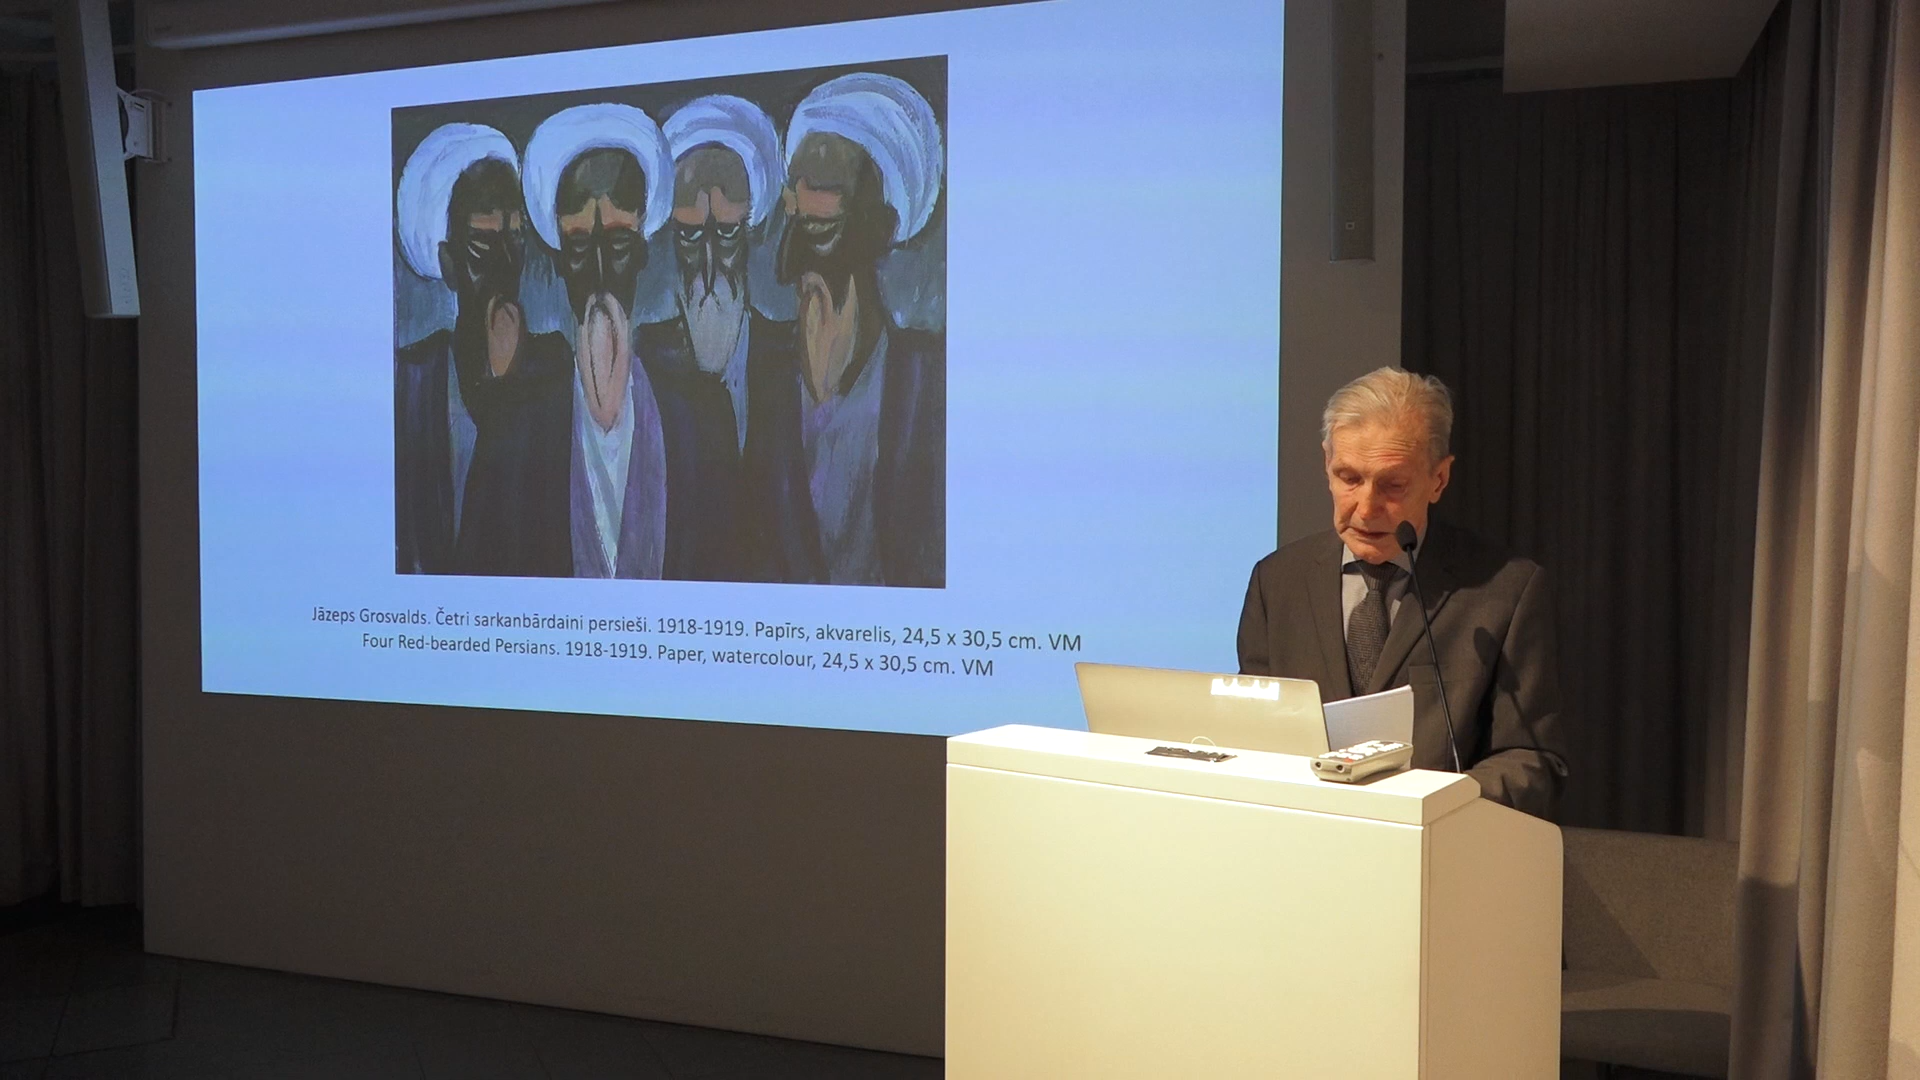 Jāzeps Grosvalds. Četri sarkanbārdaini persieši. 1918-1919. Papīrs, akvarelis, 24,5 x 30,5 cm. VM
Four Red-bearded Persians. 1918-1919. Paper, watercolour, 24,5 x 30,5 cm. VM